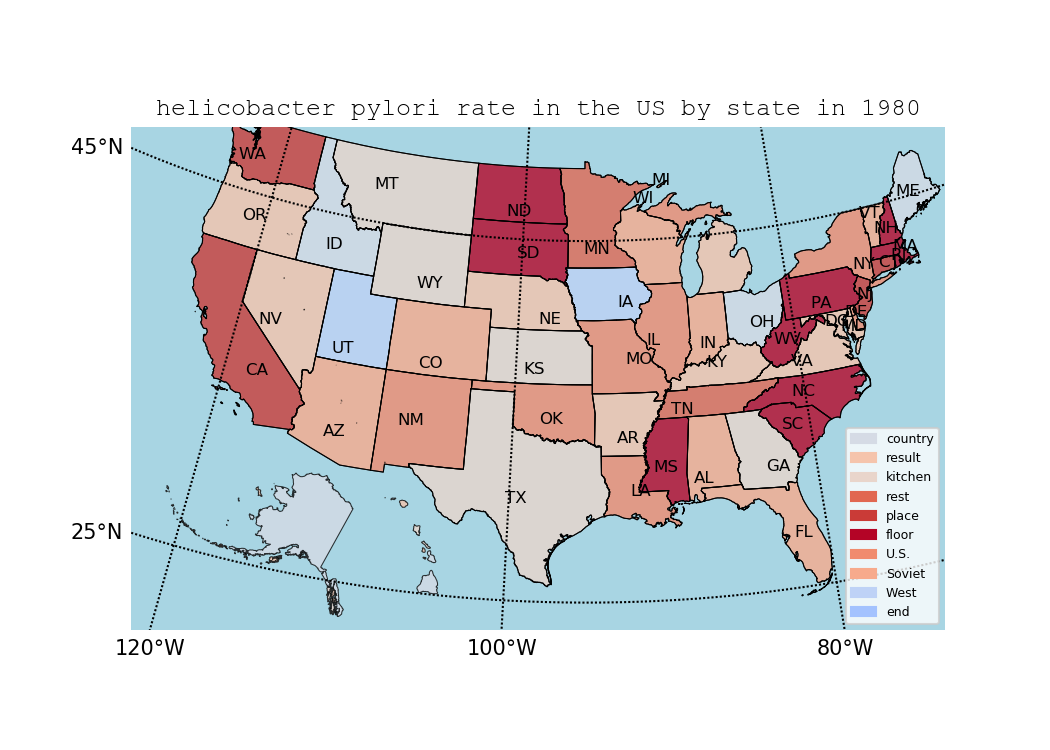 helicobacter pylori rate in the US by state in 1980
45°N
25°N
120°W
100°W
80°W
WA
OR
CA
NV
ID
MT
WY
UT
AZ
CO
NM
ND
SD
NE
KS
OK
TX
MN
IA
MO
AR
LA
WI
MI
IL
IN
KY
TN
MS
AL
GA
FL
OH
WV
VA
NC
SC
PA
NY
VT
NH
ME
MA
RI
CT
NJ
DE
DC
MD
country
result
kitchen
rest
place
floor
U.S.
Soviet
West
end